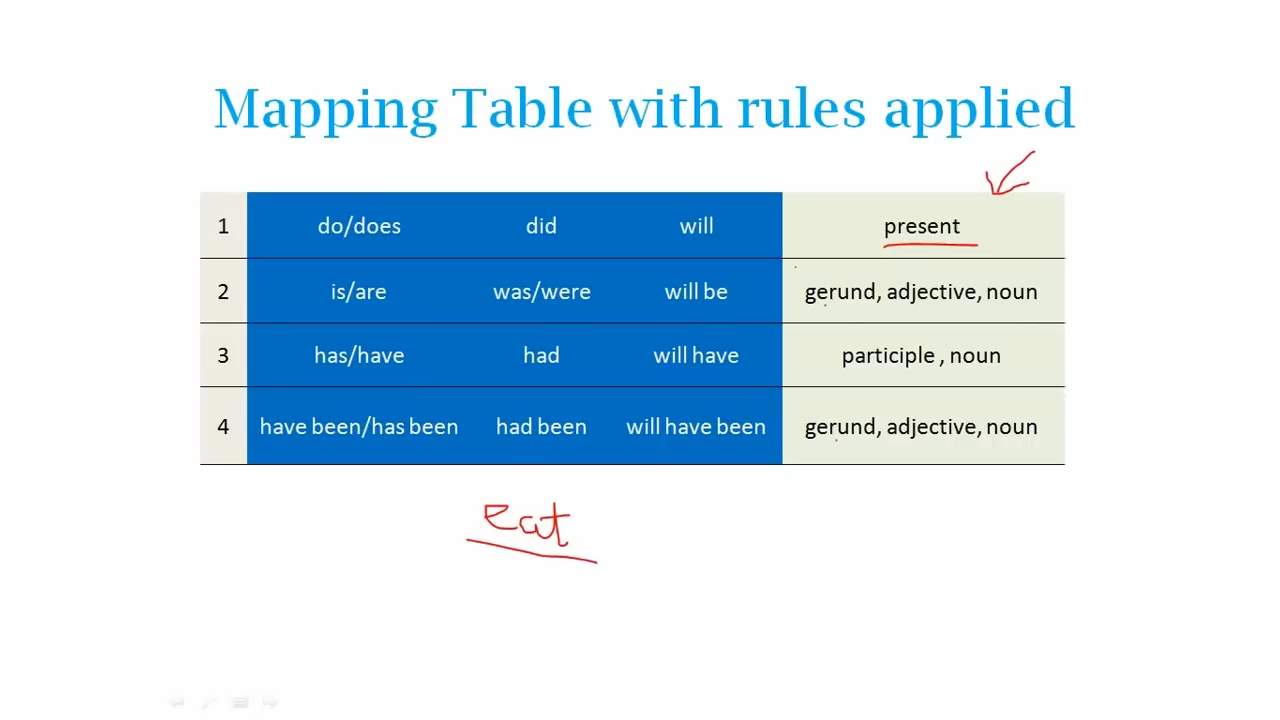 Mapping Table with rules applied
1 do/does did will present
2 is/are was/were will be gerund, adjective, noun
3 has/have had will have participle , noun
4 have been/has been had been will have been gerund, adjective, noun
eat